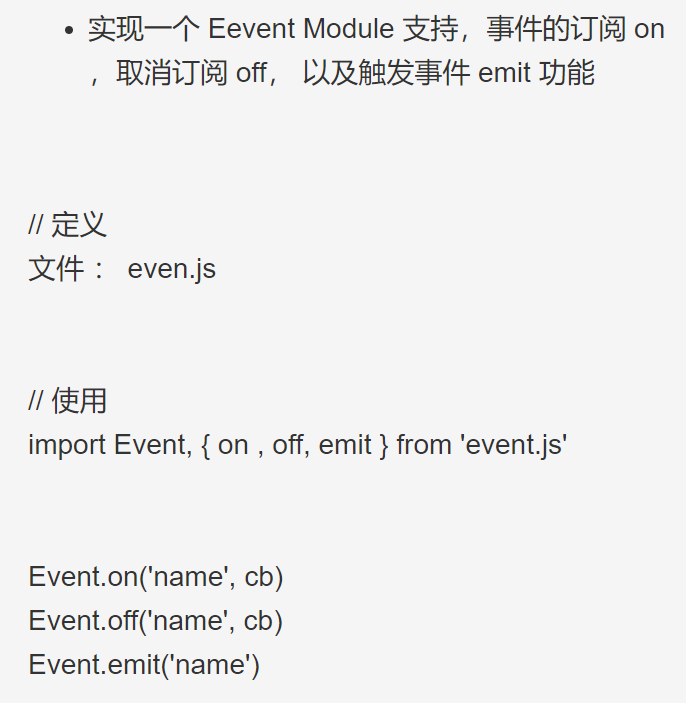 • 实现一个 Eevent Module 支持，事件的订阅 on
，取消订阅 off， 以及触发事件 emit 功能
// 定义
文件： even.js
// 使用
import Event, { on , off, emit } from 'event.js'
Event.on('name', cb)
Event.off('name', cb)
Event.emit('name')